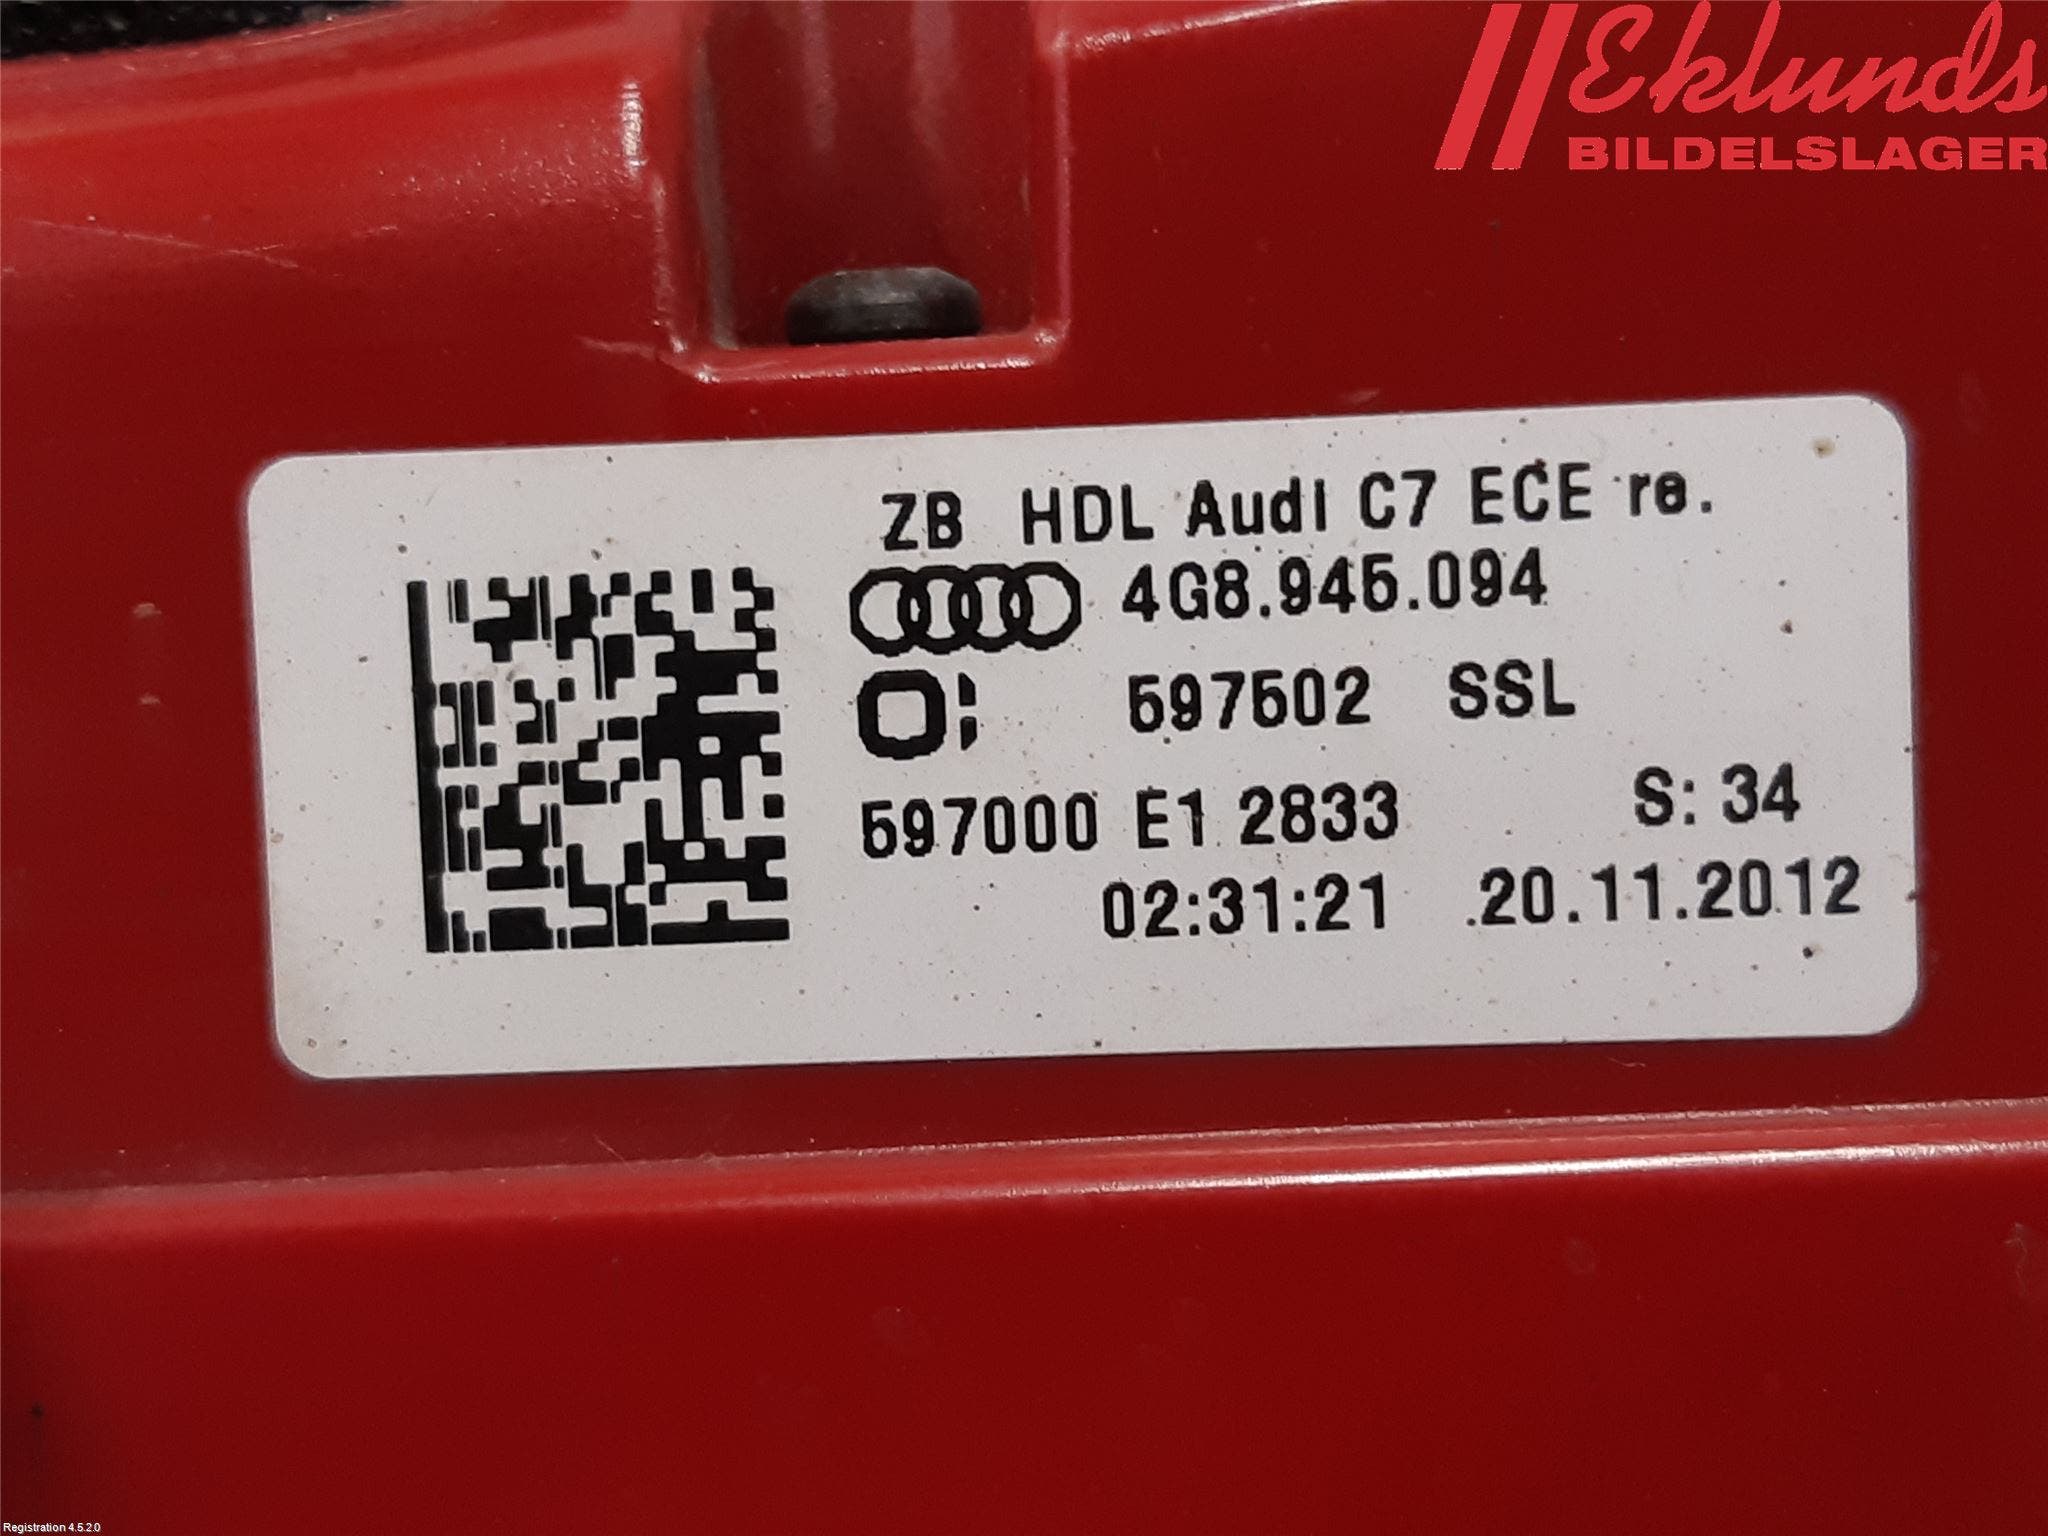 Eklunds
BILDELSLAGER
ZB HDL Audi C7 ECE re.
4G8.945.094
597502 SSL
597000 E1 2833 S: 34
02:31:21 20.11.2012
Registration 4.5.2.0